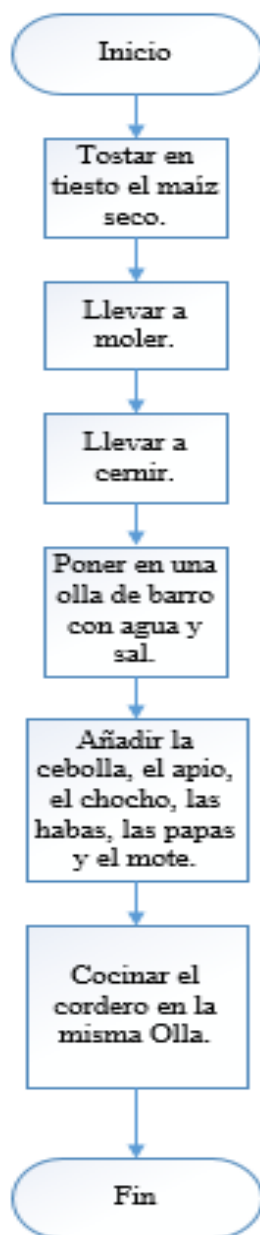 Inicio
Tostar en
tiesto el maíz
seco.
Llevar a
moler.
Llevar a
cernir.
Poner en una
olla de barro
con agua y
sal.
Añadir la
cebolla, el apio,
el chocho, las
habas, las papas
y el mote.
Cocinar el
cordero en la
misma Olla.
Fin